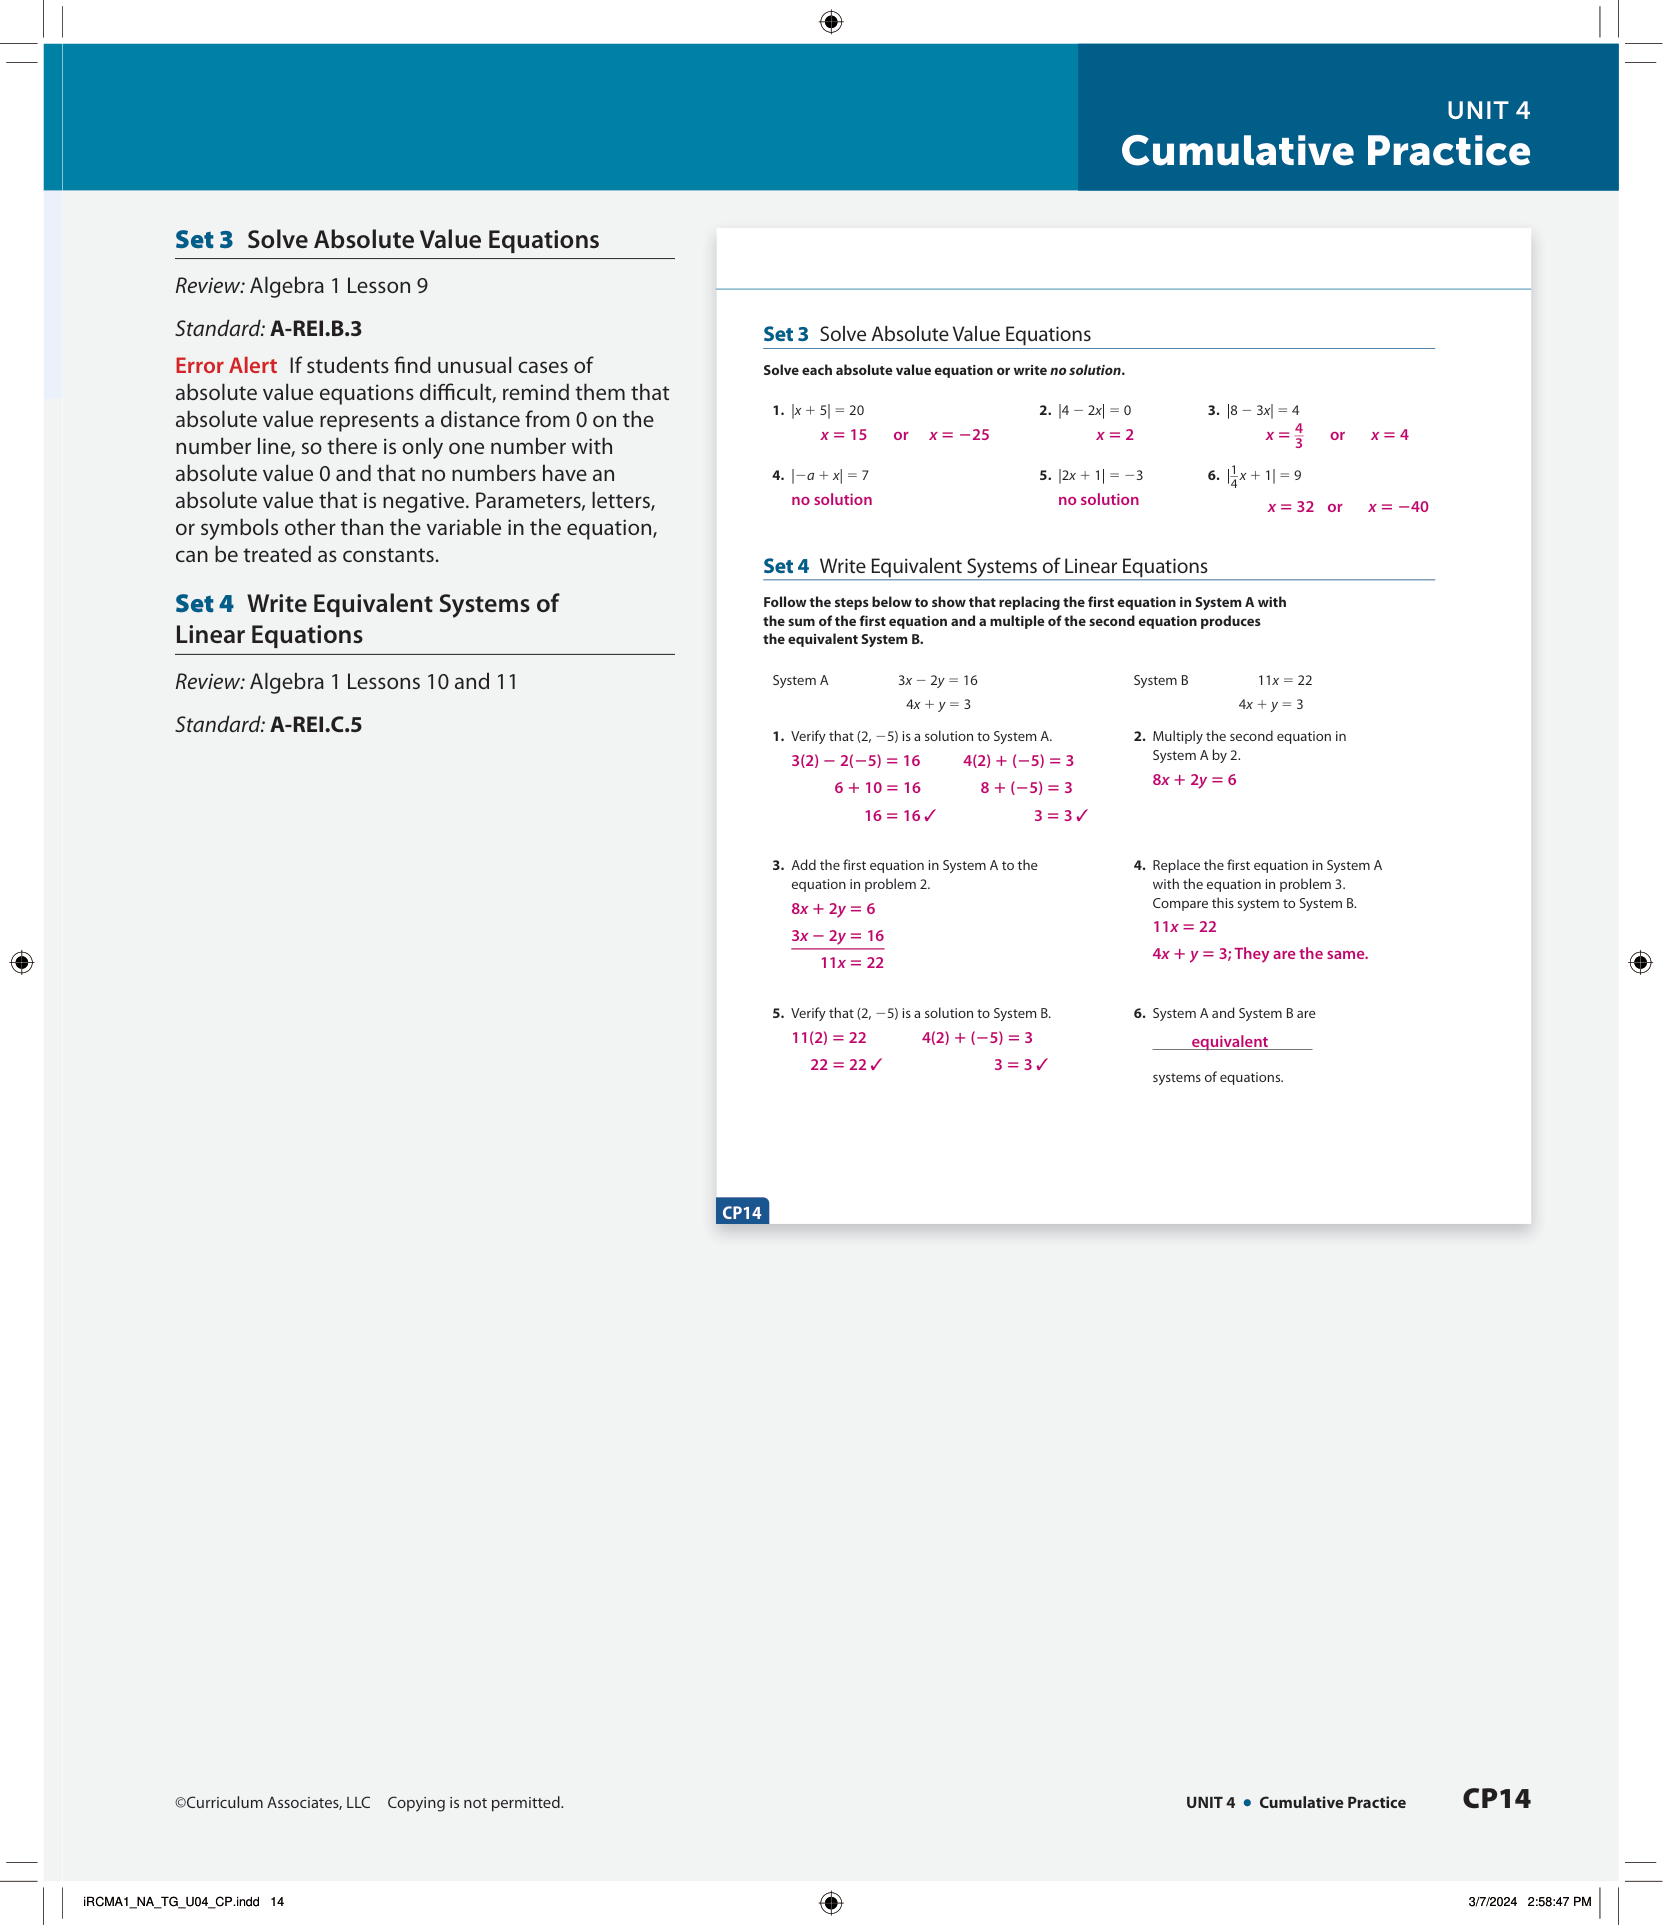 UNIT 4
Cumulative Practice
Set 3 Solve Absolute Value Equations
Review: Algebra 1 Lesson 9
Standard: A-REI.B.3
Error Alert If students find unusual cases of
absolute value equations difficult, remind them that
absolute value represents a distance from 0 on the
number line, so there is only one number with
absolute value 0 and that no numbers have an
absolute value that is negative. Parameters, letters,
or symbols other than the variable in the equation,
can be treated as constants.
Set 4 Write Equivalent Systems of
Linear Equations
Review: Algebra 1 Lessons 10 and 11
Standard: A-REI.C.5
Set 3 Solve Absolute Value Equations
Solve each absolute value equation or write no solution.
1. |x + 5| = 20 2. |4 − 2x| = 0 3. |8 − 3x| = 4
x = 15 or x = −25 x = 2 x = 4/3 or x = 4
4. |−a + x| = 7 5. |2x + 1| = −3 6. |1/4 x + 1| = 9
no solution no solution x = 32 or x = −40
Set 4 Write Equivalent Systems of Linear Equations
Follow the steps below to show that replacing the first equation in System A with
the sum of the first equation and a multiple of the second equation produces
the equivalent System B.
System A 3x − 2y = 16 System B 11x = 22
4x + y = 3 4x + y = 3
1. Verify that (2, −5) is a solution to System A.
3(2) − 2(−5) = 16 4(2) + (−5) = 3
6 + 10 = 16 8 + (−5) = 3
16 = 16 ✓ 3 = 3 ✓
2. Multiply the second equation in
System A by 2.
8x + 2y = 6
3. Add the first equation in System A to the
equation in problem 2.
8x + 2y = 6
3x − 2y = 16
11x = 22
4. Replace the first equation in System A
with the equation in problem 3.
Compare this system to System B.
11x = 22
4x + y = 3; They are the same.
5. Verify that (2, −5) is a solution to System B.
11(2) = 22 4(2) + (−5) = 3
22 = 22 ✓ 3 = 3 ✓
6. System A and System B are
equivalent
systems of equations.
CP14
©Curriculum Associates, LLC Copying is not permitted.
UNIT 4 • Cumulative Practice CP14
iRCMA1_NA_TG_U04_CP.indd 14
3/7/2024 2:58:47 PM